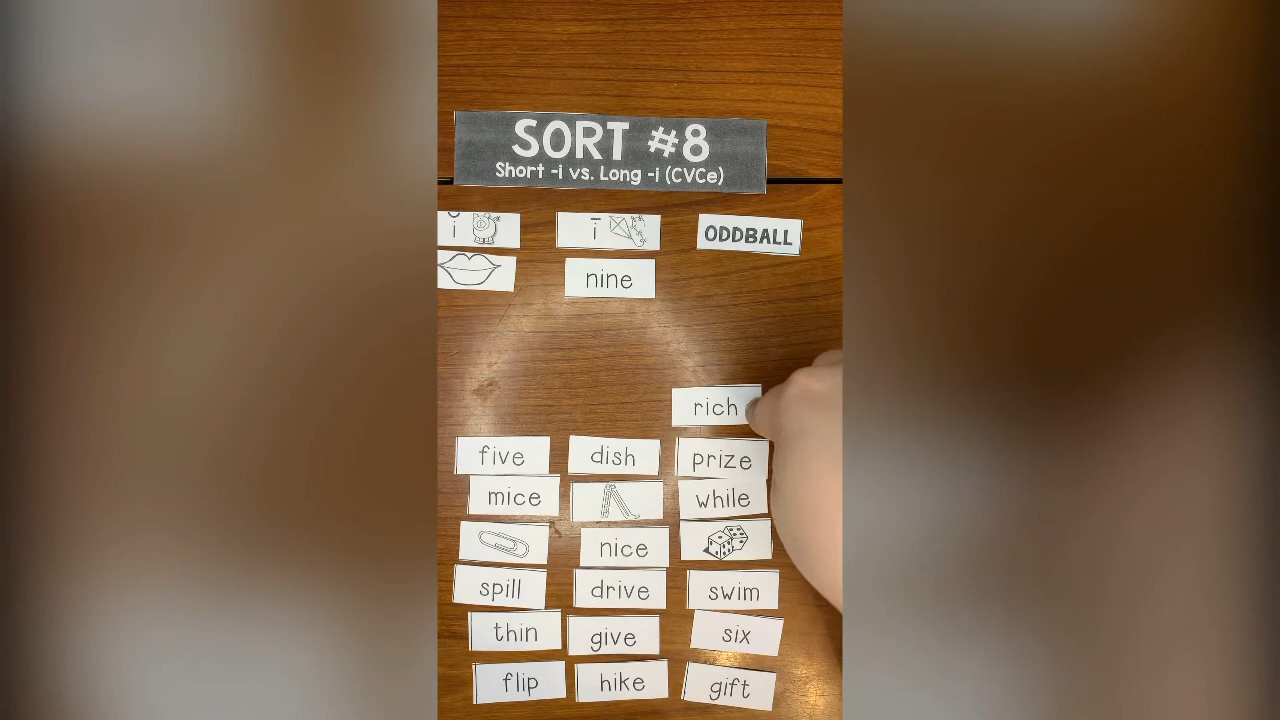 SORT #8
Short -i vs. Long -i (CVCe)
ĭ ī ODDBALL
nine
rich
five dish prize
mice while
nice
spill drive swim
thin give six
flip hike gift